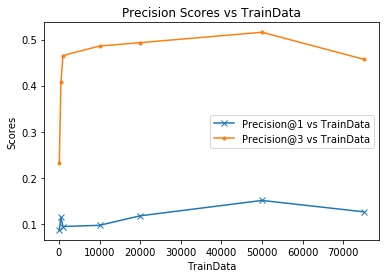 Precision Scores vs TrainData
Scores
0.5
0.4
0.3
0.2
0.1
Precision@1 vs TrainData
Precision@3 vs TrainData
0 10000 20000 30000 40000 50000 60000 70000
TrainData